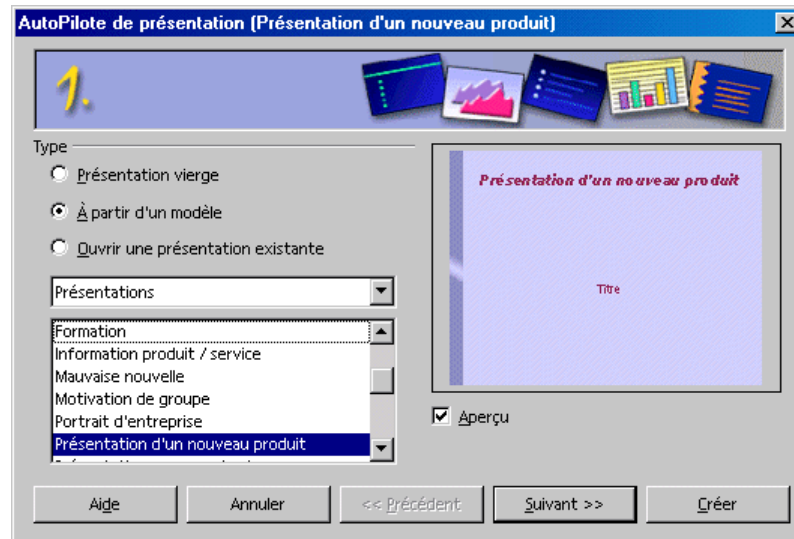 AutoPilote de présentation (Présentation d'un nouveau produit)
1.
Type
Présentation vierge
À partir d'un modèle
Ouvrir une présentation existante
Présentations
Formation
Information produit / service
Mauvaise nouvelle
Motivation de groupe
Portrait d'entreprise
Présentation d'un nouveau produit
Présentation d'un nouveau produit
Titre
Aperçu
Aide
Annuler
<< Précédent
Suivant >>
Créer